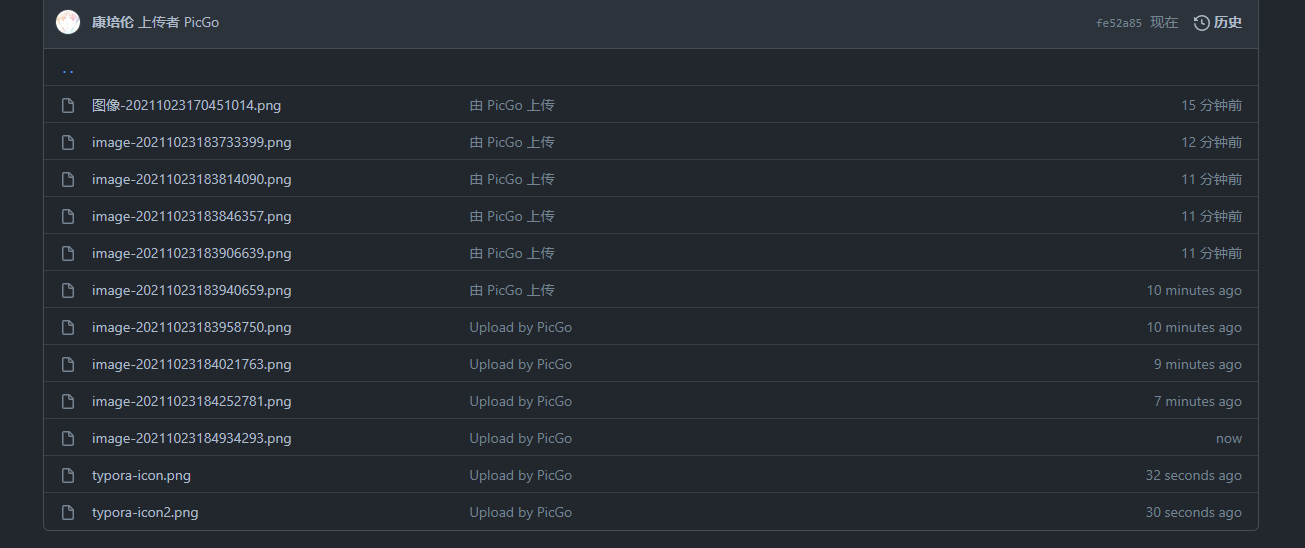 康培伦 上传者 PicGo fe52a85 现在 历史
..
图像-20211023170451014.png 由 PicGo 上传 15 分钟前
image-20211023183733399.png 由 PicGo 上传 12 分钟前
image-20211023183814090.png 由 PicGo 上传 11 分钟前
image-20211023183846357.png 由 PicGo 上传 11 分钟前
image-20211023183906639.png 由 PicGo 上传 11 分钟前
image-20211023183940659.png 由 PicGo 上传 10 minutes ago
image-20211023183958750.png Upload by PicGo 10 minutes ago
image-20211023184021763.png Upload by PicGo 9 minutes ago
image-20211023184252781.png Upload by PicGo 7 minutes ago
image-20211023184934293.png Upload by PicGo now
typora-icon.png Upload by PicGo 32 seconds ago
typora-icon2.png Upload by PicGo 30 seconds ago